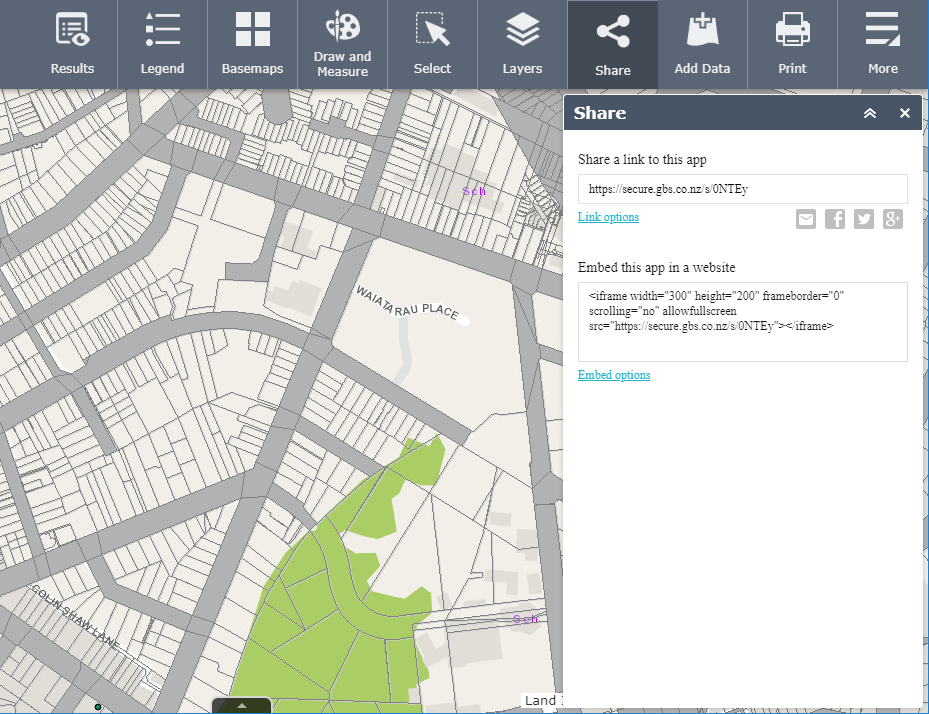 Results
Legend
Basemaps
Draw and
Measure
Select
Layers
Share
Add Data
Print
More
Share
Share a link to this app
https://secure.gbs.co.nz/s/0NTEy
Link options
Embed this app in a website
<iframe width="300" height="200" frameborder="0"
scrolling="no" allowfullscreen
src="https://secure.gbs.co.nz/s/0NTEy"></iframe>
Embed options
Sch
WAIATARAU PLACE
COLIN SHAW LANE
Sch
Land